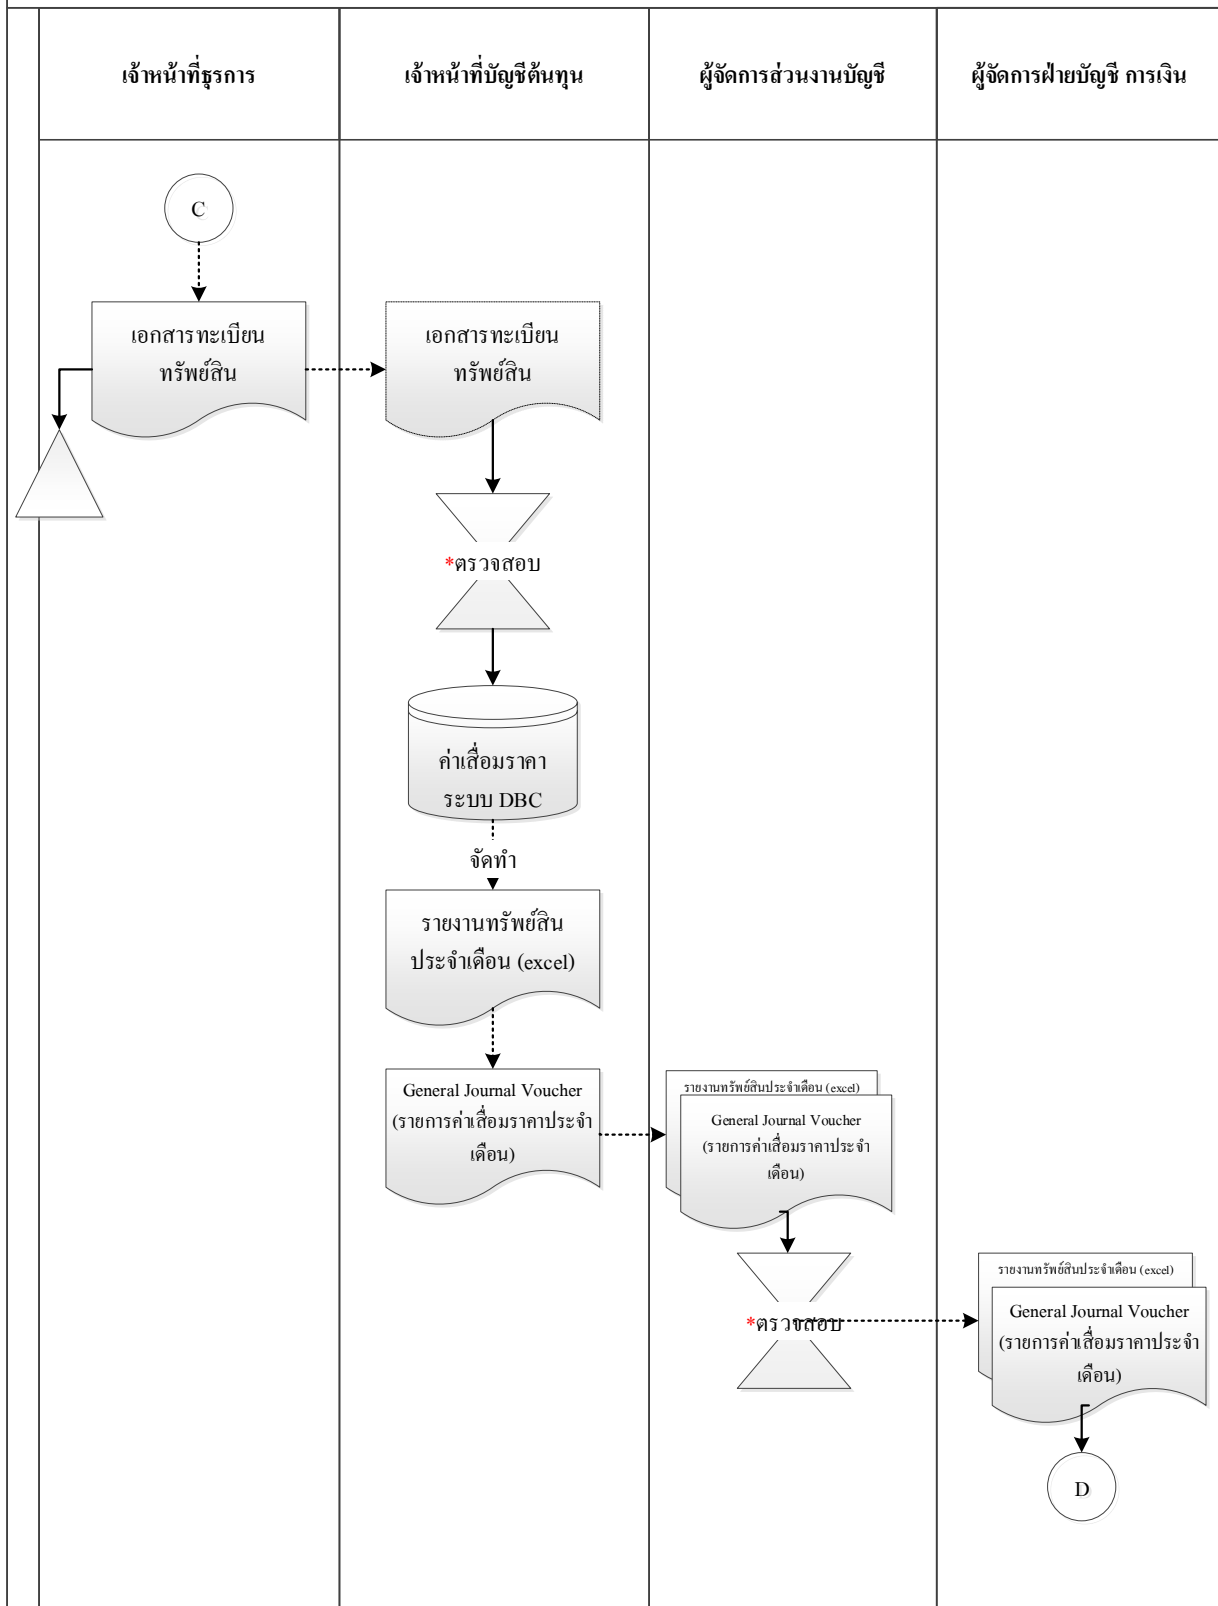 เจ้าหน้าที่ธุรการ
เจ้าหน้าที่บัญชีต้นทุน
ผู้จัดการส่วนงานบัญชี
ผู้จัดการฝ่ายบัญชี การเงิน
C
เอกสารทะเบียน
ทรัพย์สิน
เอกสารทะเบียน
ทรัพย์สิน
*ตรวจสอบ
ค่าเสื่อมราคา
ระบบ DBC
จัดทำ
รายงานทรัพย์สิน
ประจำเดือน (excel)
General Journal Voucher
(รายการค่าเสื่อมราคาประจำ
เดือน)
รายงานทรัพย์สินประจำเดือน (excel)
General Journal Voucher
(รายการค่าเสื่อมราคาประจำ
เดือน)
*ตรวจสอบ
รายงานทรัพย์สินประจำเดือน (excel)
General Journal Voucher
(รายการค่าเสื่อมราคาประจำ
เดือน)
D